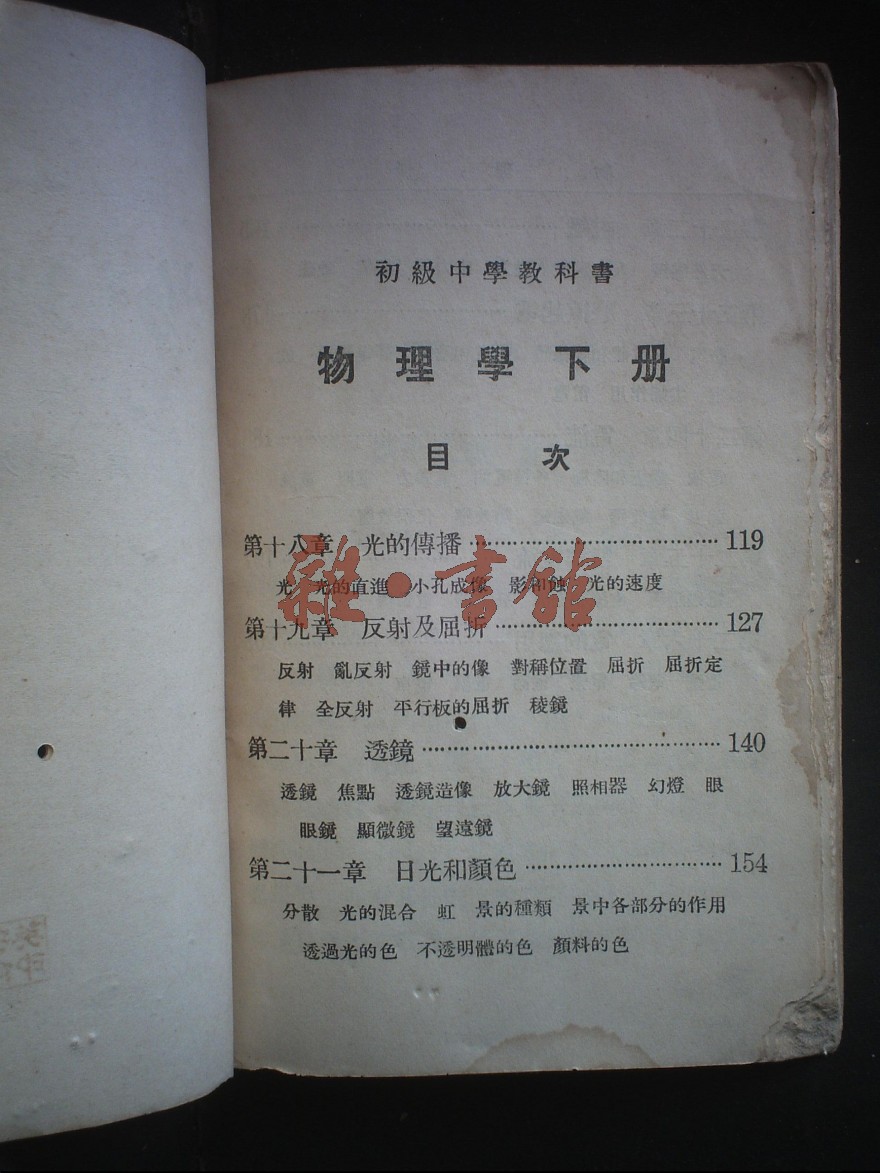 初級中學教科書
物理學下册
目次
第十八章 光的傳播 119
光 光的直進 小孔成像 影和蝕 光的速度
第十九章 反射及屈折 127
反射 亂反射 鏡中的像 對稱位置 屈折 屈折定
律 全反射 平行板的屈折 稜鏡
第二十章 透鏡 140
透鏡 焦點 透鏡造像 放大鏡 照相器 幻燈 眼
眼鏡 顯微鏡 望遠鏡
第二十一章 日光和顏色 154
分散 光的混合 虹 景的種類 景中各部分的作用
透過光的色 不透明體的色 顏料的色
雜·書館